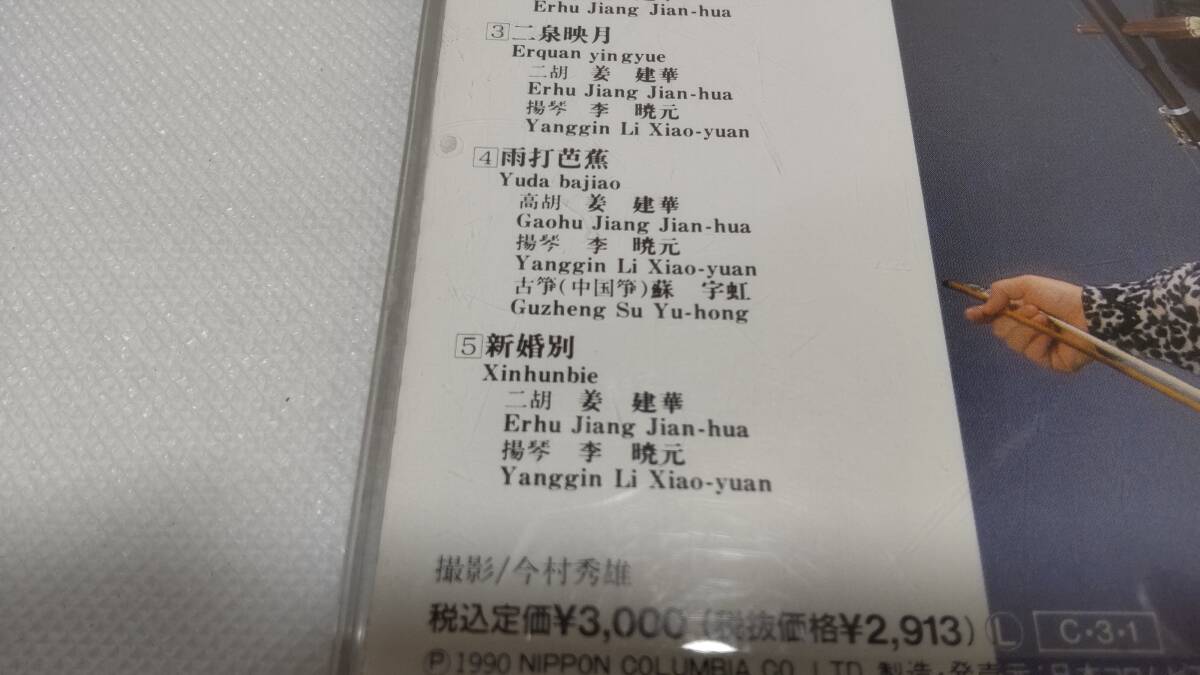 Erhu Jiang Jian-hua
3 二泉映月
Erquan yingyue
二胡 姜 建華
Erhu Jiang Jian-hua
揚琴 李 暁元
Yanggin Li Xiao-yuan
4 雨打芭蕉
Yuda bajiao
高胡 姜 建華
Gaohu Jiang Jian-hua
揚琴 李 暁元
Yanggin Li Xiao-yuan
古箏(中国箏)蘇 宇虹
Guzheng Su Yu-hong
5 新婚別
Xinhunbie
二胡 姜 建華
Erhu Jiang Jian-hua
揚琴 李 暁元
Yanggin Li Xiao-yuan
撮影/今村秀雄
税込定価¥3,000 (税抜価格¥2,913) Ⓛ C・3・1
Ⓟ 1990 NIPPON COLUMBIA CO., LTD. 製造・発売元